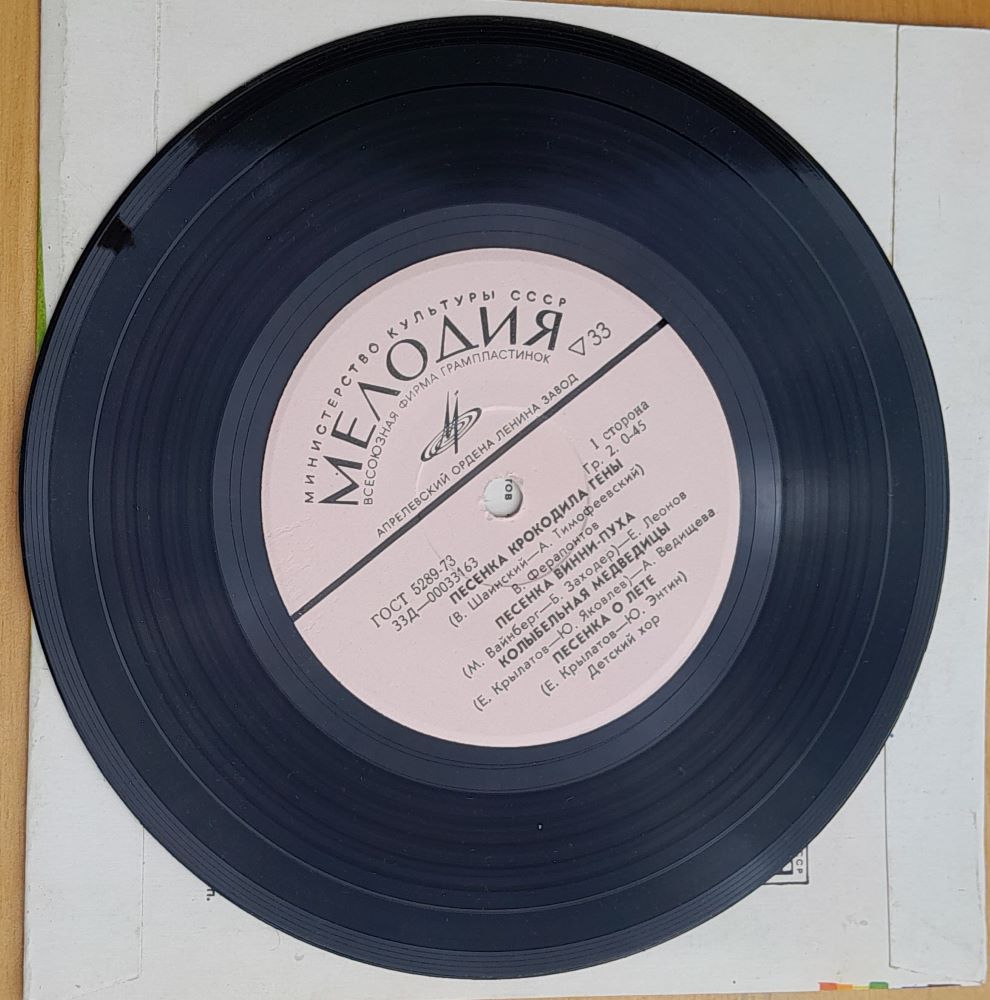 МИНИСТЕРСТВО КУЛЬТУРЫ СССР
МЕЛОДИЯ
ВСЕСОЮЗНАЯ ФИРМА ГРАМПЛАСТИНОК
33
АПРЕЛЕВСКИЙ ОРДЕНА ЛЕНИНА ЗАВОД
ГОСТ 5289-73
33Д—00033163
1 сторона
Гр. 2. 0-45
ПЕСЕНКА КРОКОДИЛА ГЕНЫ
(В. Шаинский—А. Тимофеевский)
В. Ферапонтов
ПЕСЕНКА ВИННИ-ПУХА
(М. Вайнберг—Б. Заходер)—Е. Леонов
КОЛЫБЕЛЬНАЯ МЕДВЕДИЦЫ
(Е. Крылатов—Ю. Яковлев)—А. Ведищева
ПЕСЕНКА О ЛЕТЕ
(Е. Крылатов—Ю. Энтин)
Детский хор
тов
ССР